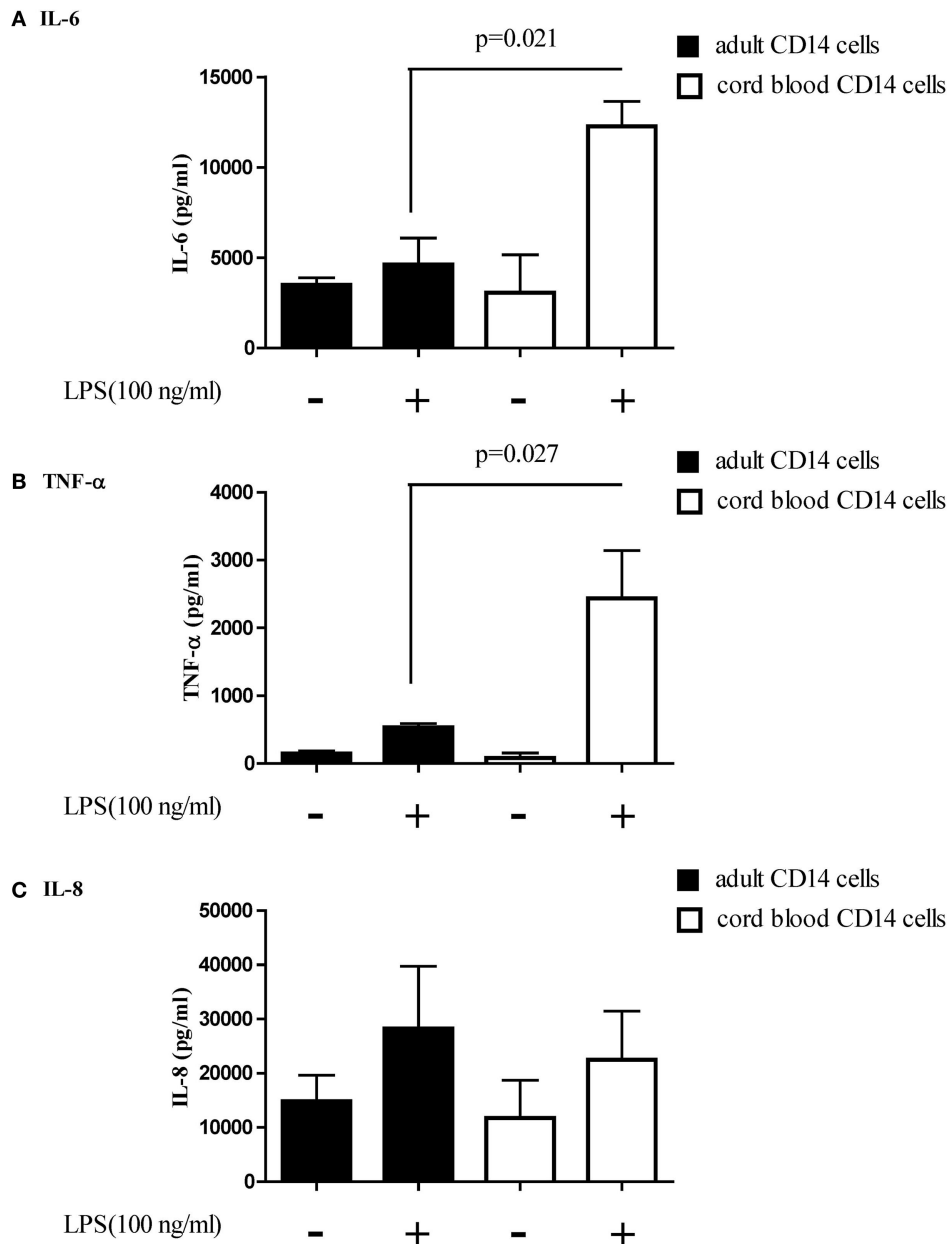 A IL-6
p=0.021
adult CD14 cells
cord blood CD14 cells
IL-6 (pg/ml)
15000
10000
5000
0
LPS(100 ng/ml) - + - +
B TNF-α
p=0.027
adult CD14 cells
cord blood CD14 cells
TNF-α (pg/ml)
4000
3000
2000
1000
0
LPS(100 ng/ml) - + - +
C IL-8
adult CD14 cells
cord blood CD14 cells
IL-8 (pg/ml)
50000
40000
30000
20000
10000
0
LPS(100 ng/ml) - + - +